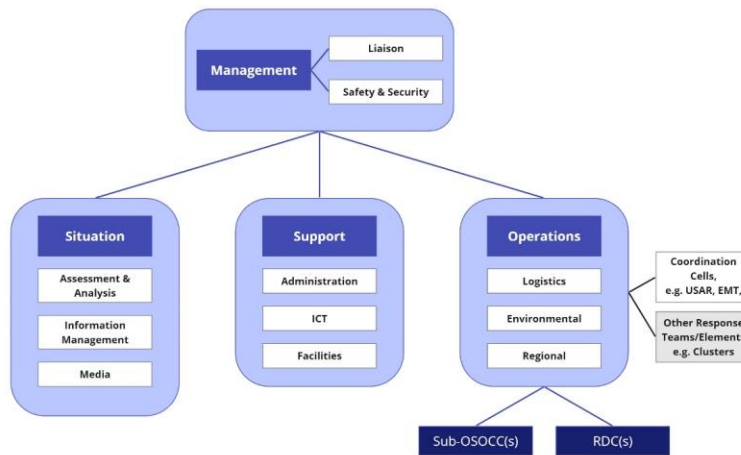 Management
Liaison
Safety & Security
Situation
Assessment &
Analysis
Information
Management
Media
Support
Administration
ICT
Facilities
Operations
Logistics
Environmental
Regional
Coordination
Cells,
e.g. USAR, EMT,
Other Response
Teams/Element
e.g. Clusters
Sub-OSOCC(s)
RDC(s)